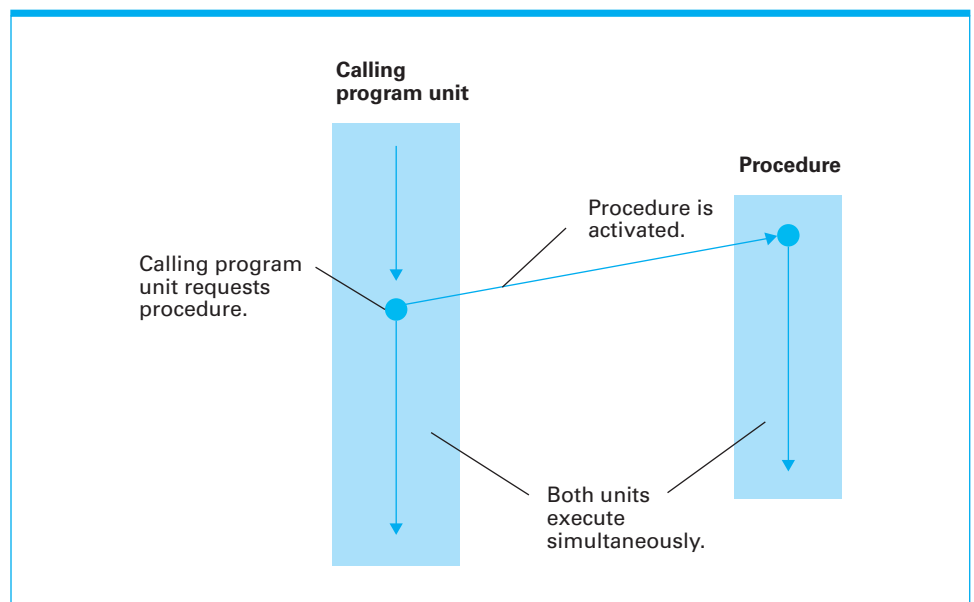 Calling
program unit
Procedure
Procedure is
activated.
Calling program
unit requests
procedure.
Both units
execute
simultaneously.